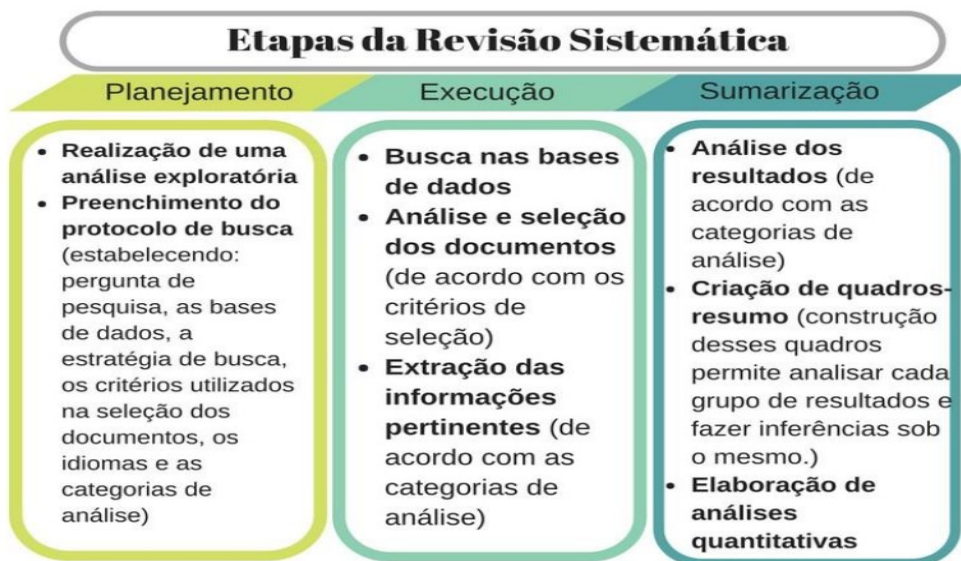 Etapas da Revisão Sistemática
Planejamento
Execução
Sumarização
• Realização de uma
análise exploratória
• Preenchimento do
protocolo de busca
(estabelecendo:
pergunta de
pesquisa, as bases
de dados, a
estratégia de busca,
os critérios utilizados
na seleção dos
documentos, os
idiomas e as
categorias de
análise)
• Busca nas bases
de dados
• Análise e seleção
dos documentos
(de acordo com os
critérios de
seleção)
• Extração das
informações
pertinentes (de
acordo com as
categorias de
análise)
• Análise dos
resultados (de
acordo com as
categorias de
análise)
• Criação de quadros-
resumo (construção
desses quadros
permite analisar cada
grupo de resultados e
fazer inferências sob
o mesmo.)
• Elaboração de
análises
quantitativas